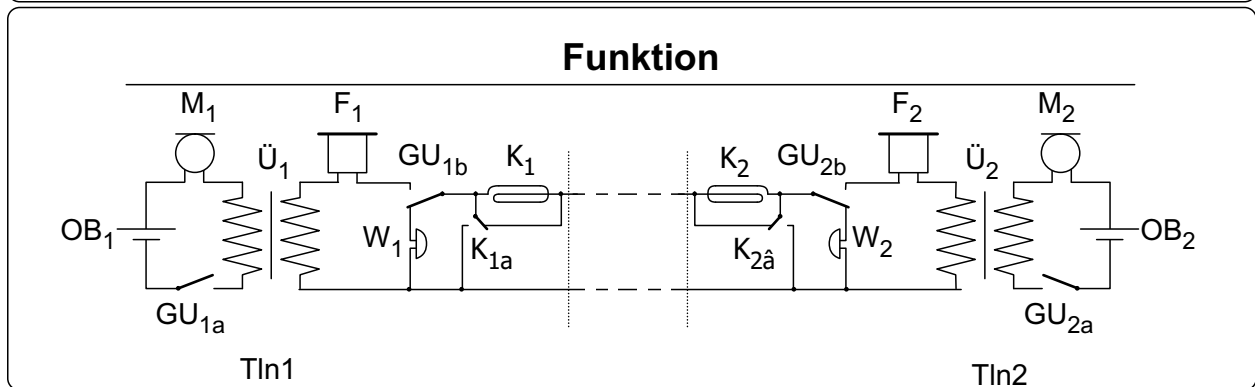 Funktion
M1 F1 F2 M2
Ü1 GU1b K1 K2 GU2b Ü2
OB1 W1 K1a K2â W2 OB2
GU1a GU2a
Tln1 Tln2